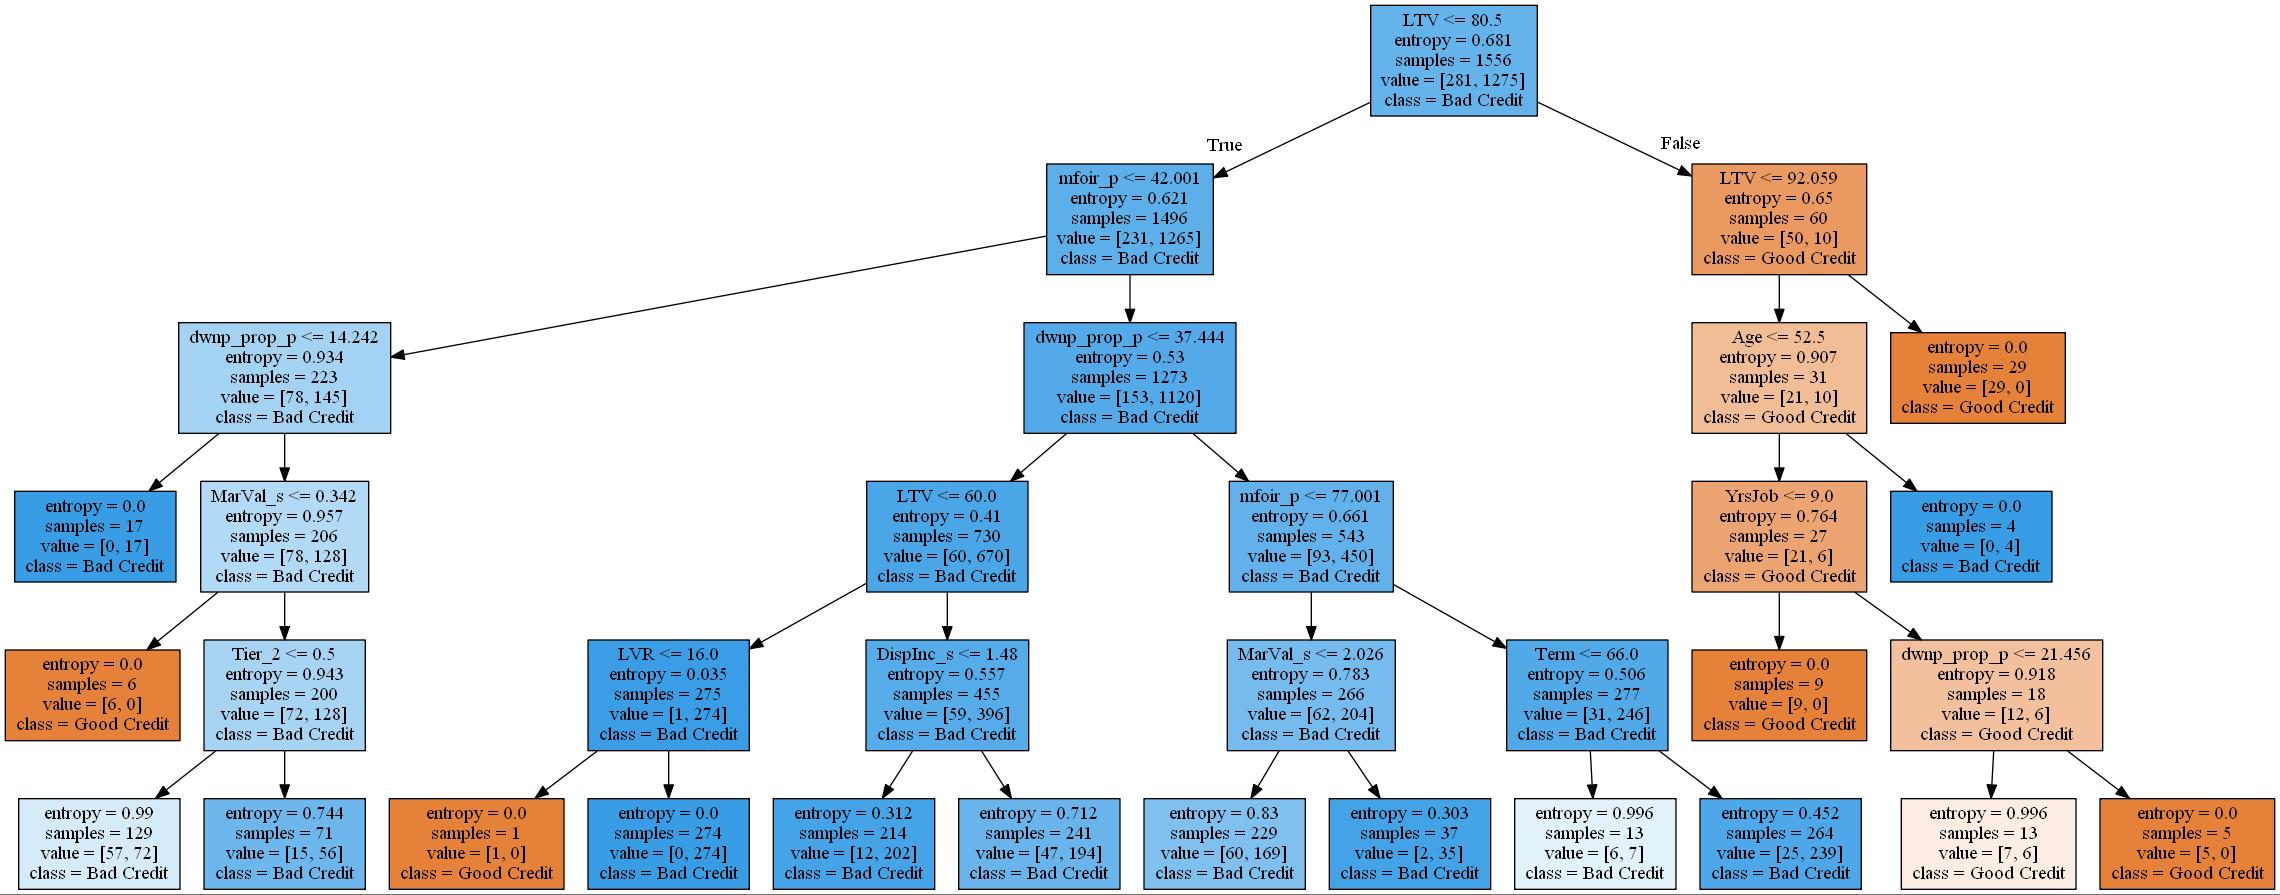 LTV <= 80.5
entropy = 0.681
samples = 1556
value = [281, 1275]
class = Bad Credit
True
False
mfoir_p <= 42.001
entropy = 0.621
samples = 1496
value = [231, 1265]
class = Bad Credit
LTV <= 92.059
entropy = 0.65
samples = 60
value = [50, 10]
class = Good Credit
dwnp_prop_p <= 14.242
entropy = 0.934
samples = 223
value = [78, 145]
class = Bad Credit
dwnp_prop_p <= 37.444
entropy = 0.53
samples = 1273
value = [153, 1120]
class = Bad Credit
Age <= 52.5
entropy = 0.907
samples = 31
value = [21, 10]
class = Good Credit
entropy = 0.0
samples = 29
value = [29, 0]
class = Good Credit
entropy = 0.0
samples = 17
value = [0, 17]
class = Bad Credit
MarVal_s <= 0.342
entropy = 0.957
samples = 206
value = [78, 128]
class = Bad Credit
LTV <= 60.0
entropy = 0.41
samples = 730
value = [60, 670]
class = Bad Credit
mfoir_p <= 77.001
entropy = 0.661
samples = 543
value = [93, 450]
class = Bad Credit
YrsJob <= 9.0
entropy = 0.764
samples = 27
value = [21, 6]
class = Good Credit
entropy = 0.0
samples = 4
value = [0, 4]
class = Bad Credit
entropy = 0.0
samples = 6
value = [6, 0]
class = Good Credit
Tier_2 <= 0.5
entropy = 0.943
samples = 200
value = [72, 128]
class = Bad Credit
LVR <= 16.0
entropy = 0.035
samples = 275
value = [1, 274]
class = Bad Credit
DispInc_s <= 1.48
entropy = 0.557
samples = 455
value = [59, 396]
class = Bad Credit
MarVal_s <= 2.026
entropy = 0.783
samples = 266
value = [62, 204]
class = Bad Credit
Term <= 66.0
entropy = 0.506
samples = 277
value = [31, 246]
class = Bad Credit
entropy = 0.0
samples = 9
value = [9, 0]
class = Good Credit
dwnp_prop_p <= 21.456
entropy = 0.918
samples = 18
value = [12, 6]
class = Good Credit
entropy = 0.99
samples = 129
value = [57, 72]
class = Bad Credit
entropy = 0.744
samples = 71
value = [15, 56]
class = Bad Credit
entropy = 0.0
samples = 1
value = [1, 0]
class = Good Credit
entropy = 0.0
samples = 274
value = [0, 274]
class = Bad Credit
entropy = 0.312
samples = 214
value = [12, 202]
class = Bad Credit
entropy = 0.712
samples = 241
value = [47, 194]
class = Bad Credit
entropy = 0.83
samples = 229
value = [60, 169]
class = Bad Credit
entropy = 0.303
samples = 37
value = [2, 35]
class = Bad Credit
entropy = 0.996
samples = 13
value = [6, 7]
class = Bad Credit
entropy = 0.452
samples = 264
value = [25, 239]
class = Bad Credit
entropy = 0.996
samples = 13
value = [7, 6]
class = Good Credit
entropy = 0.0
samples = 5
value = [5, 0]
class = Good Credit